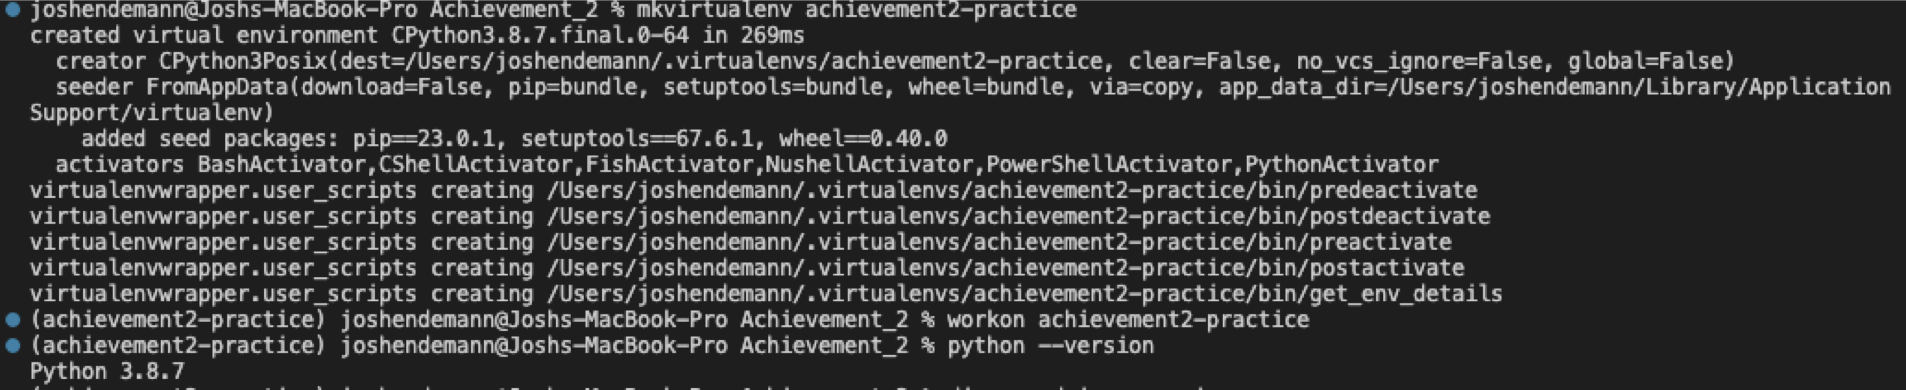 joshendemann@Joshs-MacBook-Pro Achievement_2 % mkvirtualenv achievement2-practice
created virtual environment CPython3.8.7.final.0-64 in 269ms
creator CPython3Posix(dest=/Users/joshendemann/.virtualenvs/achievement2-practice, clear=False, no_vcs_ignore=False, global=False)
seeder FromAppData(download=False, pip=bundle, setuptools=bundle, wheel=bundle, via=copy, app_data_dir=/Users/joshendemann/Library/Application
Support/virtualenv)
added seed packages: pip==23.0.1, setuptools==67.6.1, wheel==0.40.0
activators BashActivator,CShellActivator,FishActivator,NushellActivator,PowerShellActivator,PythonActivator
virtualenvwrapper.user_scripts creating /Users/joshendemann/.virtualenvs/achievement2-practice/bin/predeactivate
virtualenvwrapper.user_scripts creating /Users/joshendemann/.virtualenvs/achievement2-practice/bin/postdeactivate
virtualenvwrapper.user_scripts creating /Users/joshendemann/.virtualenvs/achievement2-practice/bin/preactivate
virtualenvwrapper.user_scripts creating /Users/joshendemann/.virtualenvs/achievement2-practice/bin/postactivate
virtualenvwrapper.user_scripts creating /Users/joshendemann/.virtualenvs/achievement2-practice/bin/get_env_details
(achievement2-practice) joshendemann@Joshs-MacBook-Pro Achievement_2 % workon achievement2-practice
(achievement2-practice) joshendemann@Joshs-MacBook-Pro Achievement_2 % python --version
Python 3.8.7